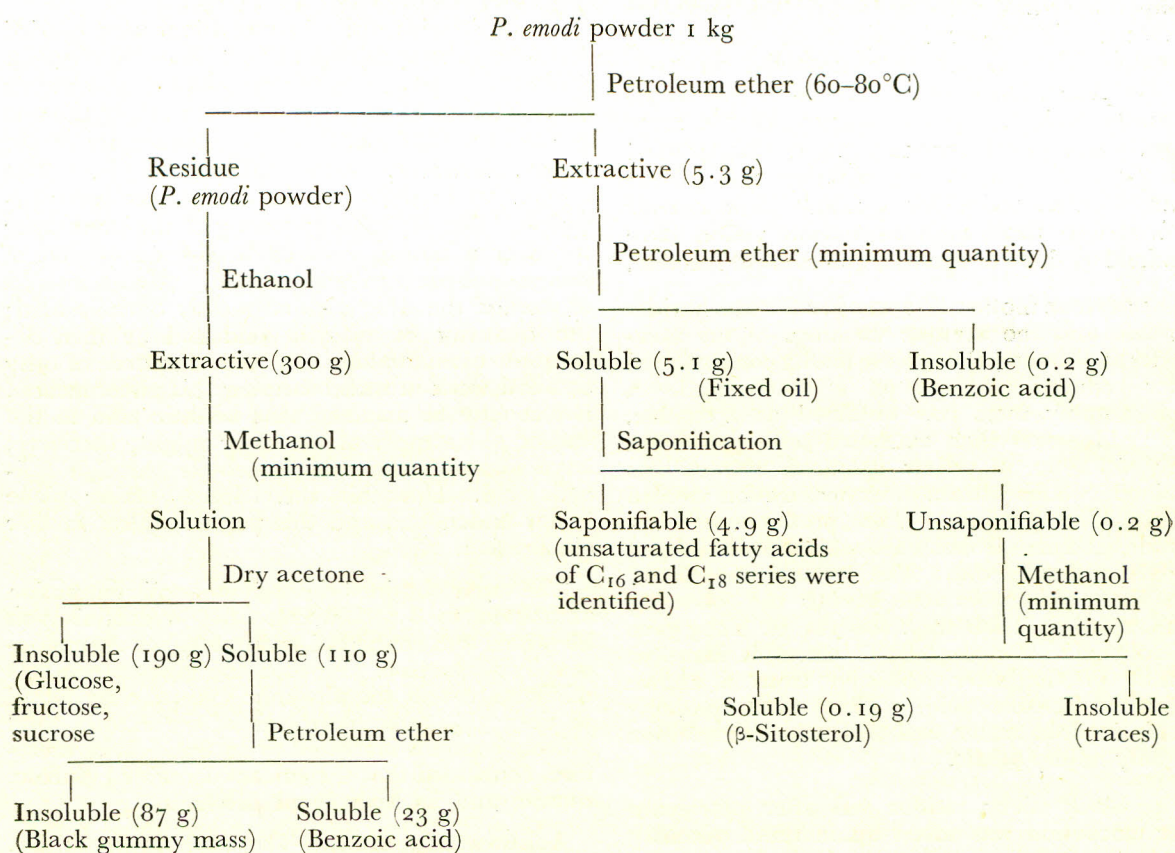 P. emodi powder 1 kg
Petroleum ether (60–80°C)
Residue
(P. emodi powder)
Extractive (5.3 g)
Petroleum ether (minimum quantity)
Ethanol
Extractive (300 g)
Soluble (5.1 g)
(Fixed oil)
Insoluble (0.2 g)
(Benzoic acid)
Methanol
(minimum quantity
Saponification
Solution
Saponifiable (4.9 g)
(unsaturated fatty acids
of C₁₆ and C₁₈ series were
identified)
Unsaponifiable (0.2 g)
Dry acetone
Methanol
(minimum
quantity)
Insoluble (190 g)
(Glucose,
fructose,
sucrose
Soluble (110 g)
Petroleum ether
Soluble (0.19 g)
(β-Sitosterol)
Insoluble
(traces)
Insoluble (87 g)
(Black gummy mass)
Soluble (23 g)
(Benzoic acid)